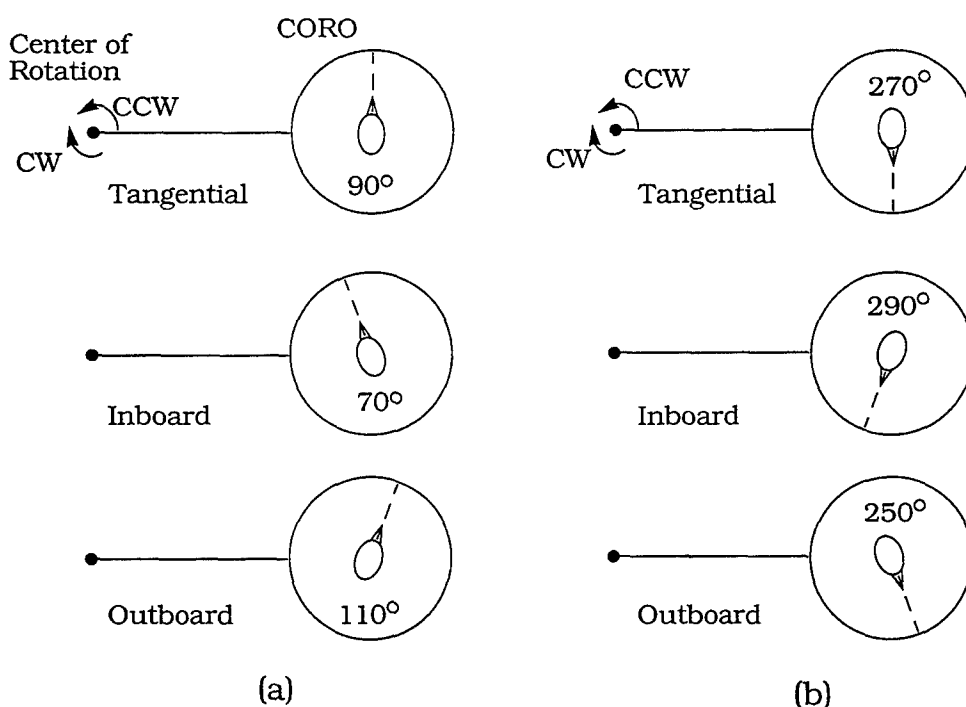 CORO
Center of
Rotation
CCW
CW
Tangential
90°
Inboard
70°
Outboard
110°
(a)
CCW
CW
Tangential
270°
Inboard
290°
Outboard
250°
(b)